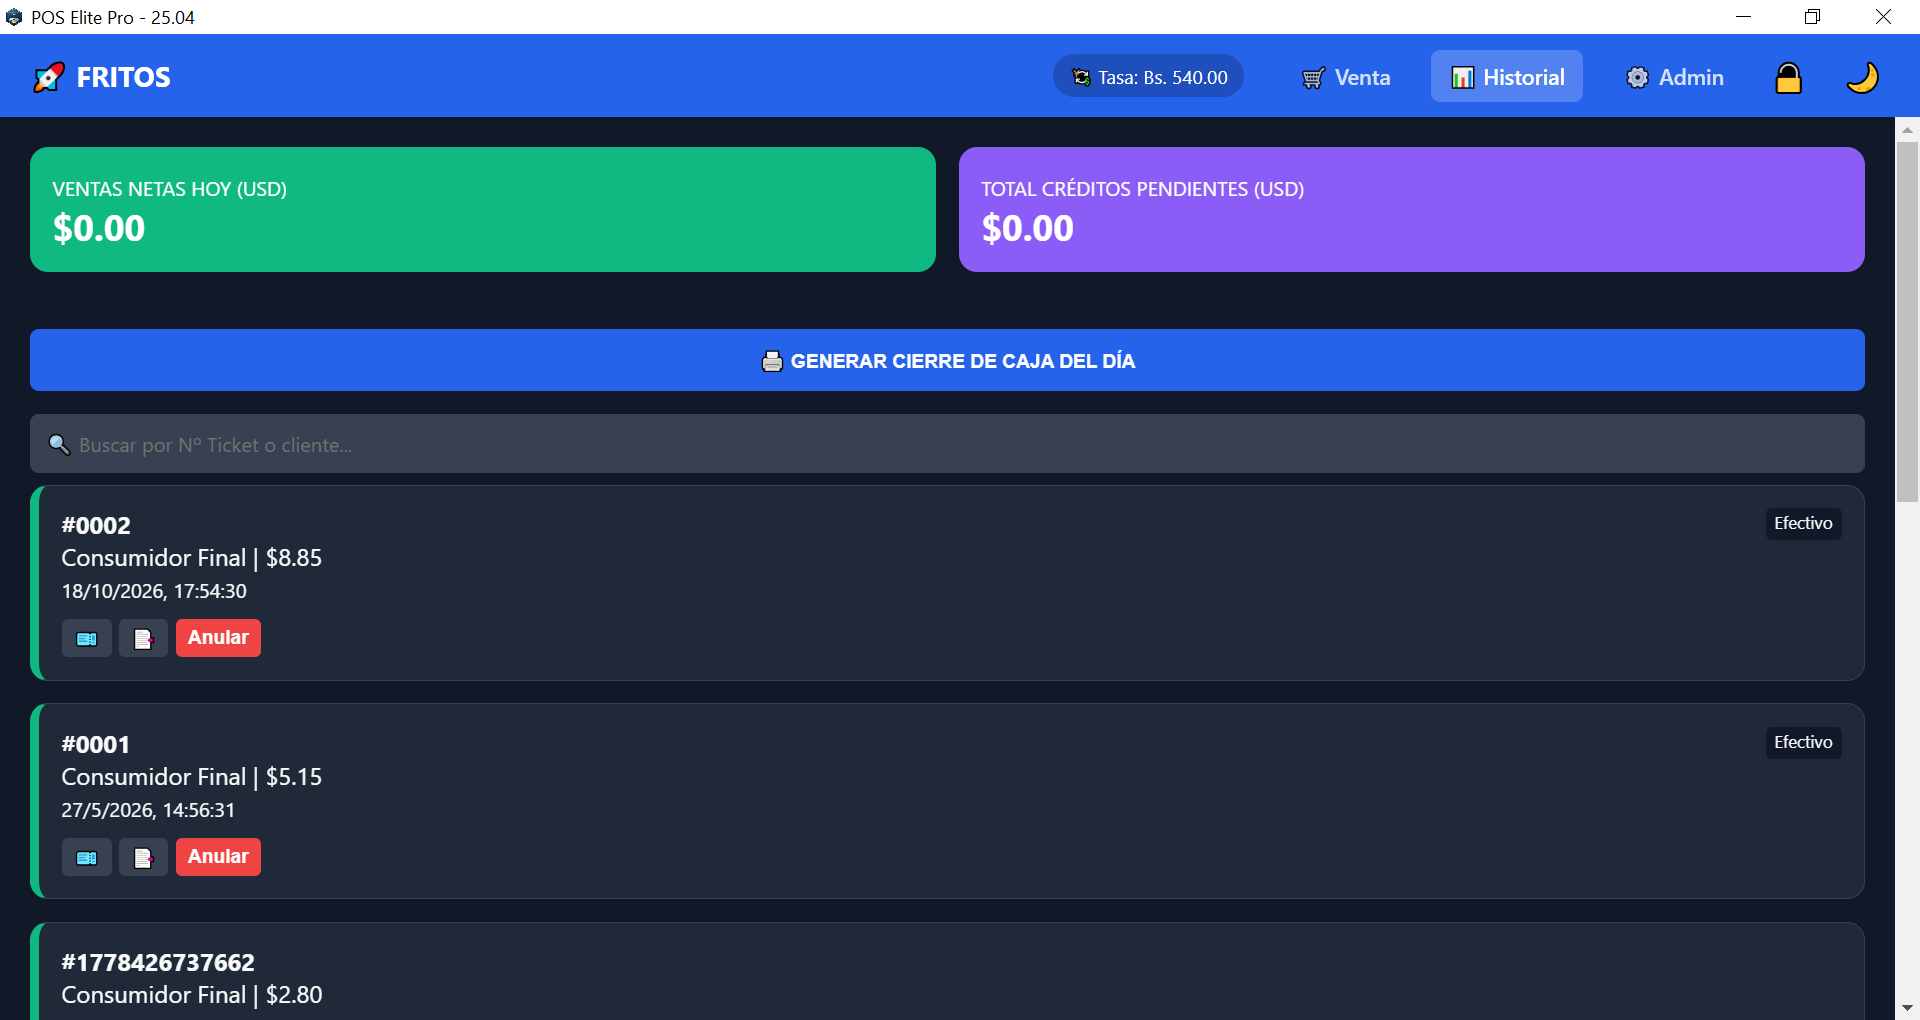 POS Elite Pro - 25.04
FRITOS
Tasa: Bs. 540.00
Venta
Historial
Admin
VENTAS NETAS HOY (USD)
$0.00
TOTAL CRÉDITOS PENDIENTES (USD)
$0.00
GENERAR CIERRE DE CAJA DEL DÍA
Buscar por Nº Ticket o cliente...
#0002
Efectivo
Consumidor Final | $8.85
18/10/2026, 17:54:30
Anular
#0001
Efectivo
Consumidor Final | $5.15
27/5/2026, 14:56:31
Anular
#1778426737662
Consumidor Final | $2.80